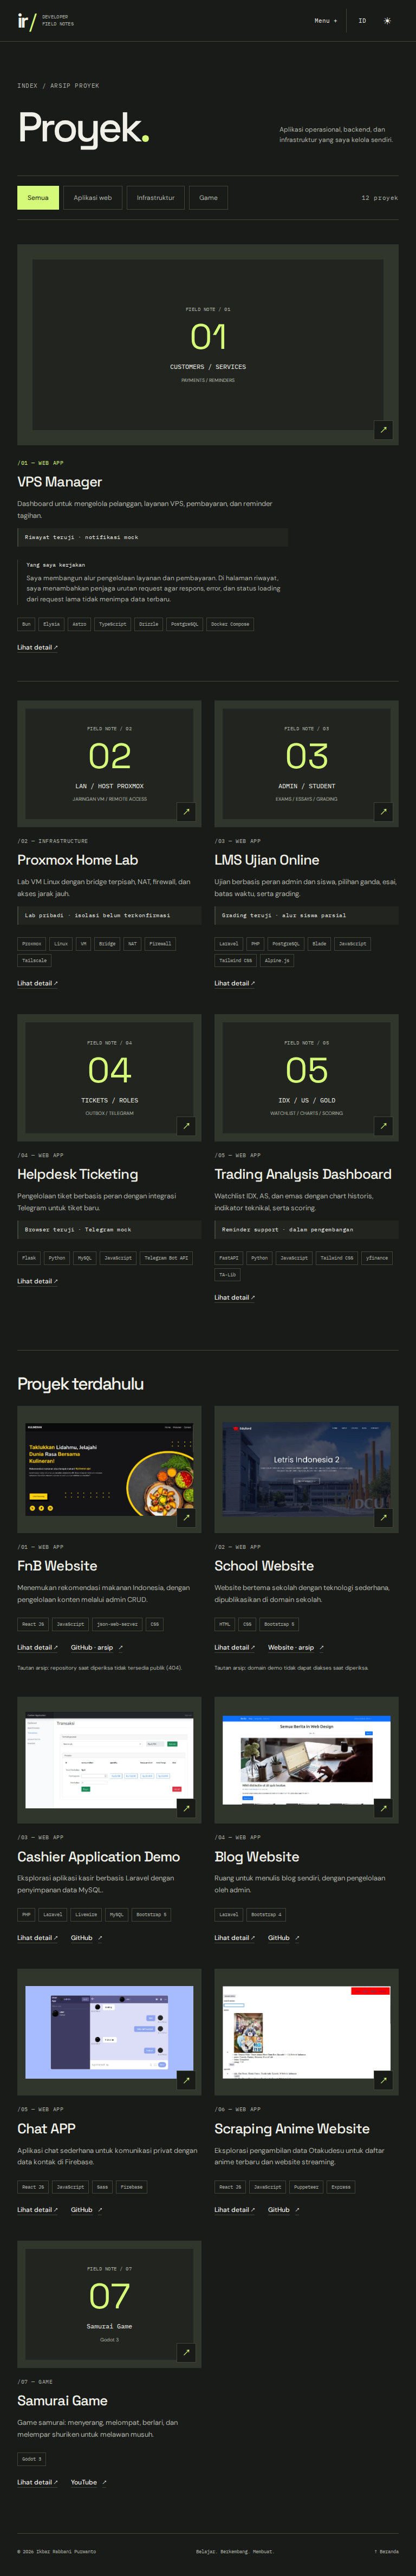 ir/ DEVELOPER
FIELD NOTES
Menu +
ID
INDEX / ARSIP PROYEK
Proyek.
Aplikasi operasional, backend, dan
infrastruktur yang saya kelola sendiri.
Semua
Aplikasi web
Infrastruktur
Game
12 proyek
FIELD NOTE / 01
01
CUSTOMERS / SERVICES
PAYMENTS / REMINDERS
↗
/01 — WEB APP
VPS Manager
Dashboard untuk mengelola pelanggan, layanan VPS, pembayaran, dan reminder
tagihan.
Riwayat teruji · notifikasi mock
Yang saya kerjakan
Saya membangun alur pengelolaan layanan dan pembayaran. Di halaman riwayat,
saya menambahkan penjaga urutan request agar respons, error, dan status loading
dari request lama tidak menimpa data terbaru.
Bun
Elysia
Astro
TypeScript
Drizzle
PostgreSQL
Docker Compose
Lihat detail ↗
FIELD NOTE / 02
02
LAN / HOST PROXMOX
JARINGAN VM / REMOTE ACCESS
↗
/02 — INFRASTRUCTURE
Proxmox Home Lab
Lab VM Linux dengan bridge terpisah, NAT, firewall, dan
akses jarak jauh.
Lab pribadi · isolasi belum terkonfirmasi
Proxmox
Linux
VM
Bridge
NAT
Firewall
Tailscale
Lihat detail ↗
FIELD NOTE / 03
03
ADMIN / STUDENT
EXAMS / ESSAYS / GRADING
↗
/03 — WEB APP
LMS Ujian Online
Ujian berbasis peran admin dan siswa, pilihan ganda, esai,
batas waktu, serta grading.
Grading teruji · alur siswa parsial
Laravel
PHP
PostgreSQL
Blade
JavaScript
Tailwind CSS
Alpine.js
Lihat detail ↗
FIELD NOTE / 04
04
TICKETS / ROLES
OUTBOX / TELEGRAM
↗
/04 — WEB APP
Helpdesk Ticketing
Pengelolaan tiket berbasis peran dengan integrasi
Telegram untuk tiket baru.
Browser teruji · Telegram mock
Flask
Python
MySQL
JavaScript
Telegram Bot API
Lihat detail ↗
FIELD NOTE / 05
05
IDX / US / GOLD
WATCHLIST / CHARTS / SCORING
↗
/05 — WEB APP
Trading Analysis Dashboard
Watchlist IDX, AS, dan emas dengan chart historis,
indikator teknikal, serta scoring.
Reminder support · dalam pengembangan
FastAPI
Python
JavaScript
Tailwind CSS
yfinance
TA-Lib
Lihat detail ↗
Proyek terdahulu
Taklukkan Lidahmu, Jelajahi
Dunia Rasa Bersama
Kulineran!
↗
/01 — WEB APP
FnB Website
Menemukan rekomendasi makanan Indonesia, dengan
pengelolaan konten melalui admin CRUD.
React JS
JavaScript
json-web-server
CSS
Lihat detail ↗
GitHub · arsip ↗
Tautan arsip: repository saat diperiksa tidak tersedia publik (404).
Letris Indonesia 2
↗
/02 — WEB APP
School Website
Website bertema sekolah dengan teknologi sederhana,
dipublikasikan di domain sekolah.
HTML
CSS
Bootstrap 5
Lihat detail ↗
Website · arsip ↗
Tautan arsip: domain demo tidak dapat diakses saat diperiksa.
Transaksi
↗
/03 — WEB APP
Cashier Application Demo
Eksplorasi aplikasi kasir berbasis Laravel dengan
penyimpanan data MySQL.
PHP
Laravel
Livewire
MySQL
Bootstrap 5
Lihat detail ↗
GitHub ↗
Semua Berita in Web Design
↗
/04 — WEB APP
Blog Website
Ruang untuk menulis blog sendiri, dengan pengelolaan
oleh admin.
Laravel
Bootstrap 4
Lihat detail ↗
GitHub ↗
↗
/05 — WEB APP
Chat APP
Aplikasi chat sederhana untuk komunikasi privat dengan
data kontak di Firebase.
React JS
JavaScript
Sass
Firebase
Lihat detail ↗
GitHub ↗
↗
/06 — WEB APP
Scraping Anime Website
Eksplorasi pengambilan data Otakudesu untuk daftar
anime terbaru dan website streaming.
React JS
JavaScript
Puppeteer
Express
Lihat detail ↗
GitHub ↗
FIELD NOTE / 07
07
Samurai Game
Godot 3
↗
/07 — GAME
Samurai Game
Game samurai: menyerang, melompat, berlari, dan
melempar shuriken untuk melawan musuh.
Godot 3
Lihat detail ↗
YouTube ↗
© 2026 Ikbar Rabbani Purwanto
Belajar. Berkembang. Membuat.
↑ Beranda